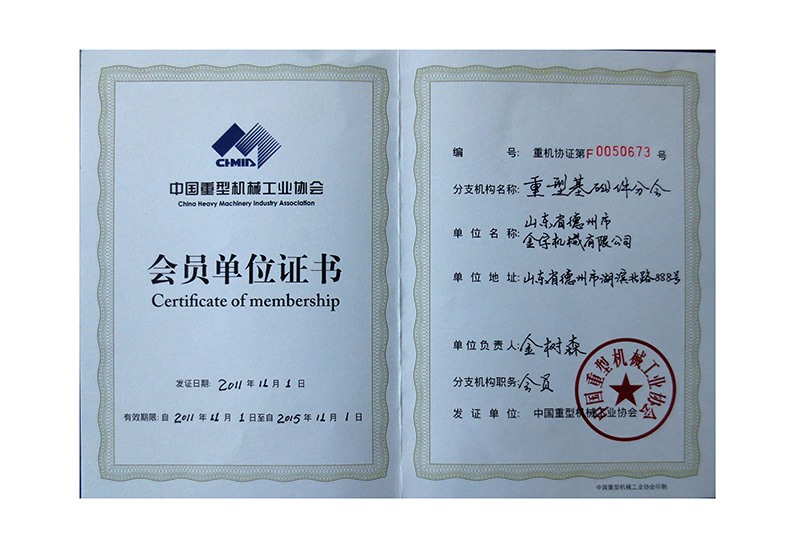 CHMIA
中国重型机械工业协会
China Heavy Machinery Industry Association
会员单位证书
Certificate of membership
发证日期: 2011 年 11 月 1 日
有效期限: 自 2011 年 11 月 1 日至自 2015 年 11 月 1 日
编 号: 重机协证第F0050673 号
分支机构名称: 重型基础件分会
单位名称: 山东省德州市
金宇机械有限公司
单位地址: 山东省德州市湖滨北路888号
单位负责人: 金树森
分支机构职务: 会员
发证单位: 中国重型机械工业协会
中国重型机械工业协会
中国重型机械工业协会印制